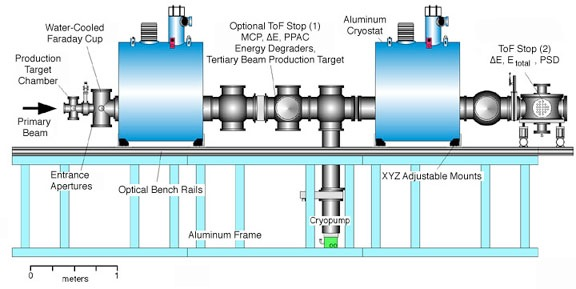 Water-Cooled
Faraday Cup
Production
Target
Chamber
Primary
Beam
Entrance
Apertures
Optical Bench Rails
Optional ToF Stop (1)
MCP, ΔE, PPAC
Energy Degraders,
Tertiary Beam Production Target
Aluminum
Cryostat
ToF Stop (2)
ΔE, E total, PSD
XYZ Adjustable Mounts
Cryopump
Aluminum Frame
0 1
meters